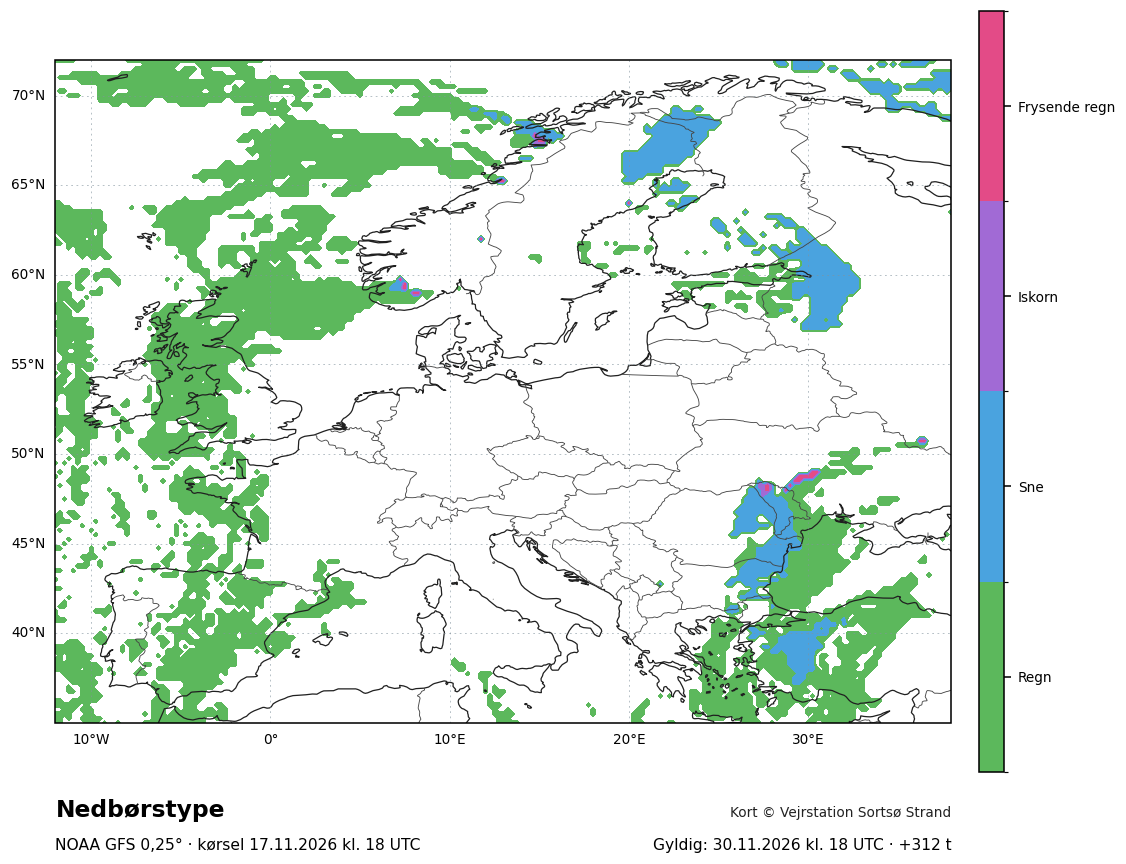 70°N
65°N
60°N
55°N
50°N
45°N
40°N
10°W
0°
10°E
20°E
30°E
Frysende regn
Iskorn
Sne
Regn
Nedbørstype
Kort © Vejrstation Sortsø Strand
NOAA GFS 0,25° · kørsel 17.11.2026 kl. 18 UTC
Gyldig: 30.11.2026 kl. 18 UTC · +312 t